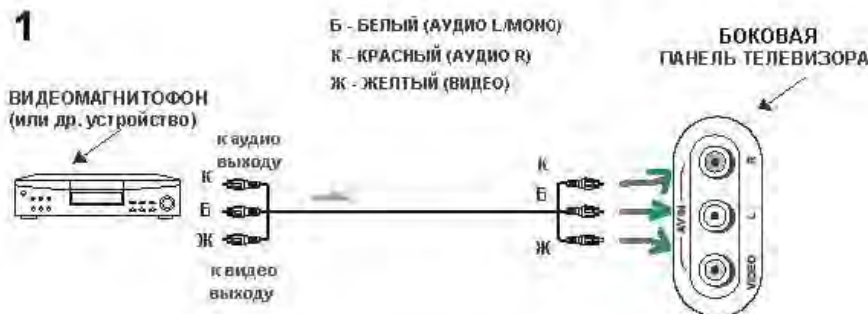 1
Б - БЕЛЫЙ (АУДИО L/MONO)
К - КРАСНЫЙ (АУДИО R)
Ж - ЖЕЛТЫЙ (ВИДЕО)
БОКОВАЯ
ПАНЕЛЬ ТЕЛЕВИЗОРА
ВИДЕОМАГНИТОФОН
(или др. устройство)
к аудио
выходу
К
Б
Ж
к видео
выходу
К
Б
Ж
AV IN
R
L
VIDEO